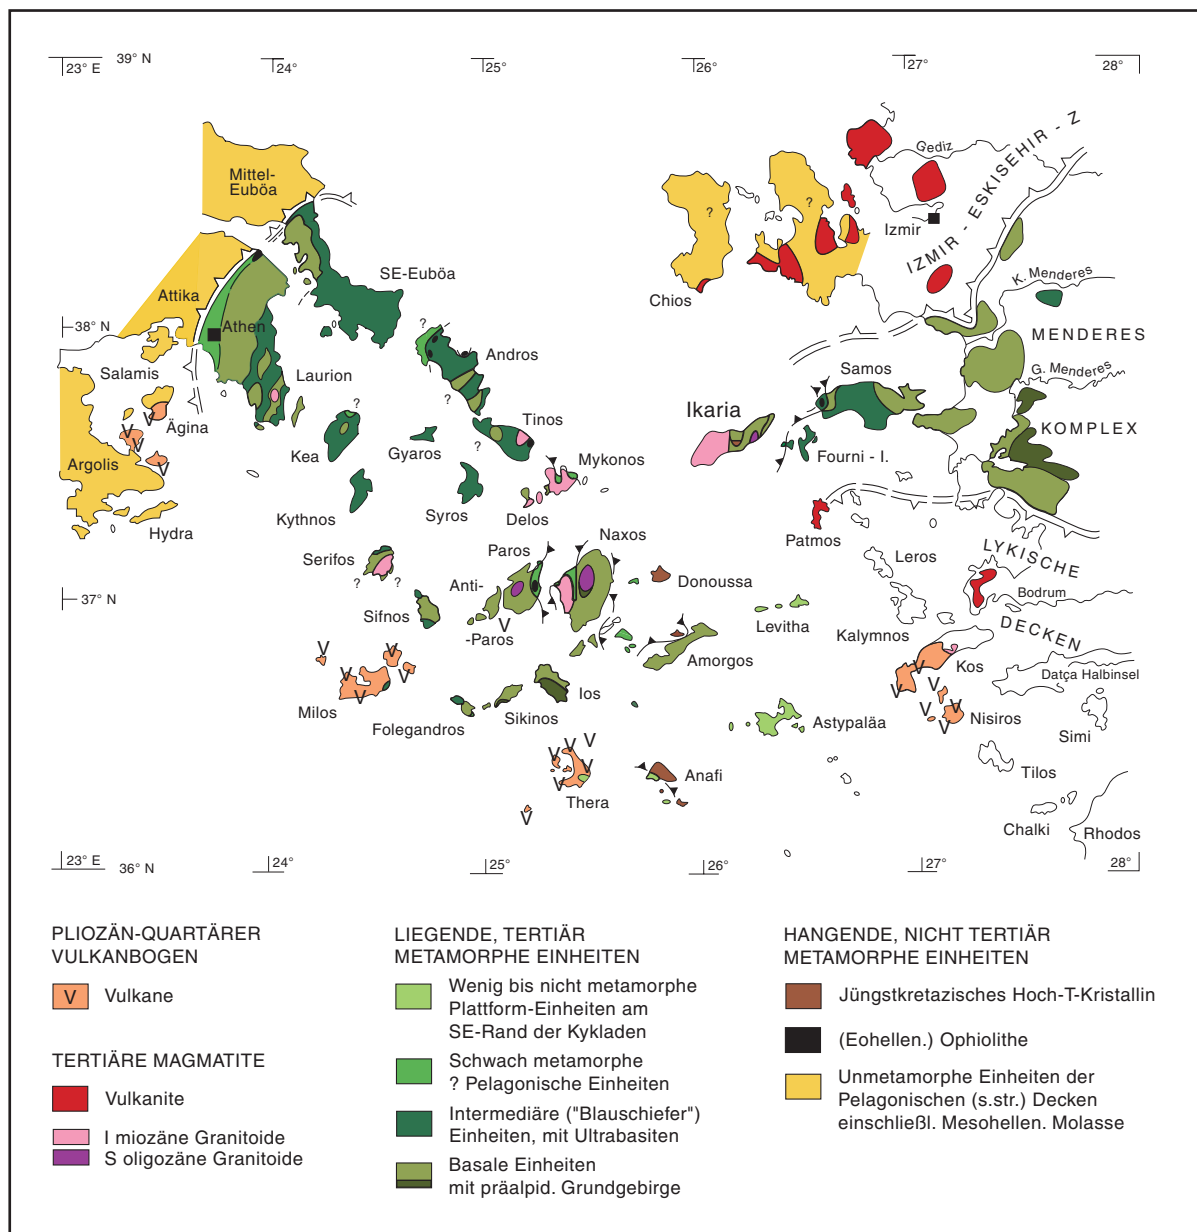 23° E
39° N
24°
25°
26°
27°
28°
Mittel-
Euböa
Gediz
Izmir
IZMIR - ESKISEHIR - Z
?
?
SE-Euböa
Attika
Chios
K. Menderes
38° N
Athen
?
Andros
MENDERES
Salamis
Laurion
Samos
G. Menderes
V
Ägina
?
?
Tinos
Ikaria
KOMPLEX
V
V
Kea
Gyaros
?
Mykonos
Fourni - I.
Argolis
V
Kythnos
Syros
Delos
Patmos
Hydra
Serifos
Paros
Naxos
Leros
LYKISCHE
?
?
Anti-
Donoussa
37° N
Sifnos
V
-Paros
Levitha
Bodrum
Kalymnos
DECKEN
V
V
V
V
V
Milos
Amorgos
V
Kos
V
Datça Halbinsel
Ios
Folegandros
Sikinos
Astypaläa
V
V
V
V
Nisiros
Simi
V
V
V
V
V
Thera
Anafi
Tilos
V
Chalki
Rhodos
23° E
36° N
24°
25°
26°
27°
28°
PLIOZÄN-QUARTÄRER
VULKANBOGEN
V Vulkane
TERTIÄRE MAGMATITE
Vulkanite
I miozäne Granitoide
S oligozäne Granitoide
LIEGENDE, TERTIÄR
METAMORPHE EINHEITEN
Wenig bis nicht metamorphe
Plattform-Einheiten am
SE-Rand der Kykladen
Schwach metamorphe
? Pelagonische Einheiten
Intermediäre ("Blauschiefer")
Einheiten, mit Ultrabasiten
Basale Einheiten
mit präalpid. Grundgebirge
HANGENDE, NICHT TERTIÄR
METAMORPHE EINHEITEN
Jüngstkretazisches Hoch-T-Kristallin
(Eohellen.) Ophiolithe
Unmetamorphe Einheiten der
Pelagonischen (s.str.) Decken
einschließl. Mesohellen. Molasse